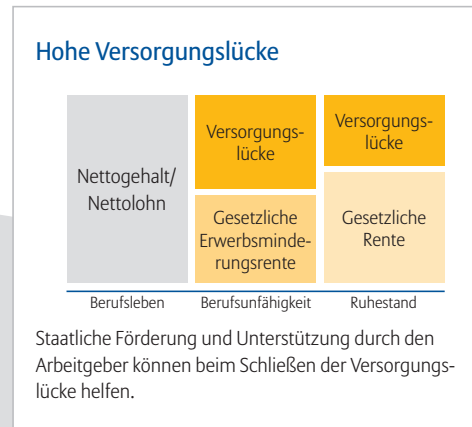 Hohe Versorgungslücke
Nettogehalt/
Nettolohn
Versorgungs-
lücke
Gesetzliche
Erwerbsminde-
rungsrente
Versorgungs-
lücke
Gesetzliche
Rente
Berufsleben
Berufsunfähigkeit
Ruhestand
Staatliche Förderung und Unterstützung durch den
Arbeitgeber können beim Schließen der Versorgungs-
lücke helfen.